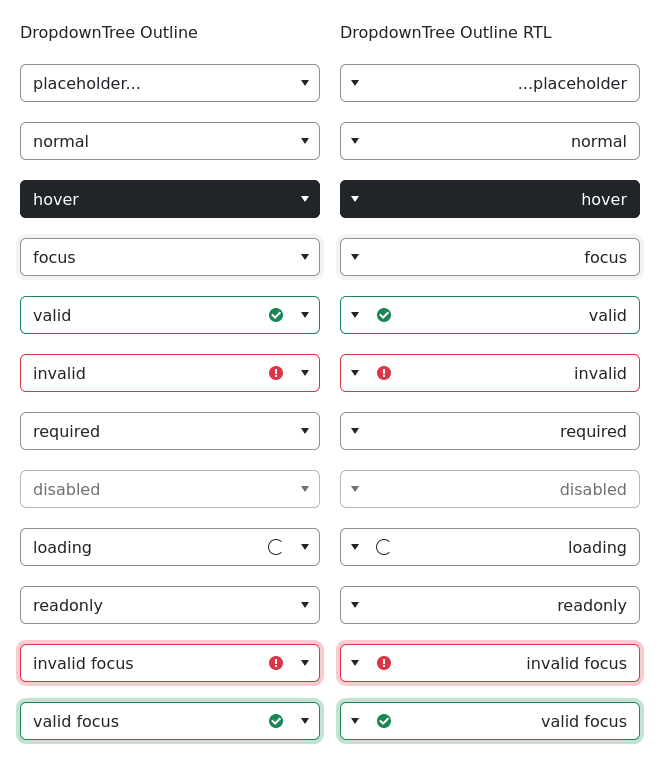 DropdownTree Outline
DropdownTree Outline RTL
placeholder...
...placeholder
normal
normal
hover
hover
focus
focus
valid
valid
invalid
invalid
required
required
disabled
disabled
loading
loading
readonly
readonly
invalid focus
invalid focus
valid focus
valid focus